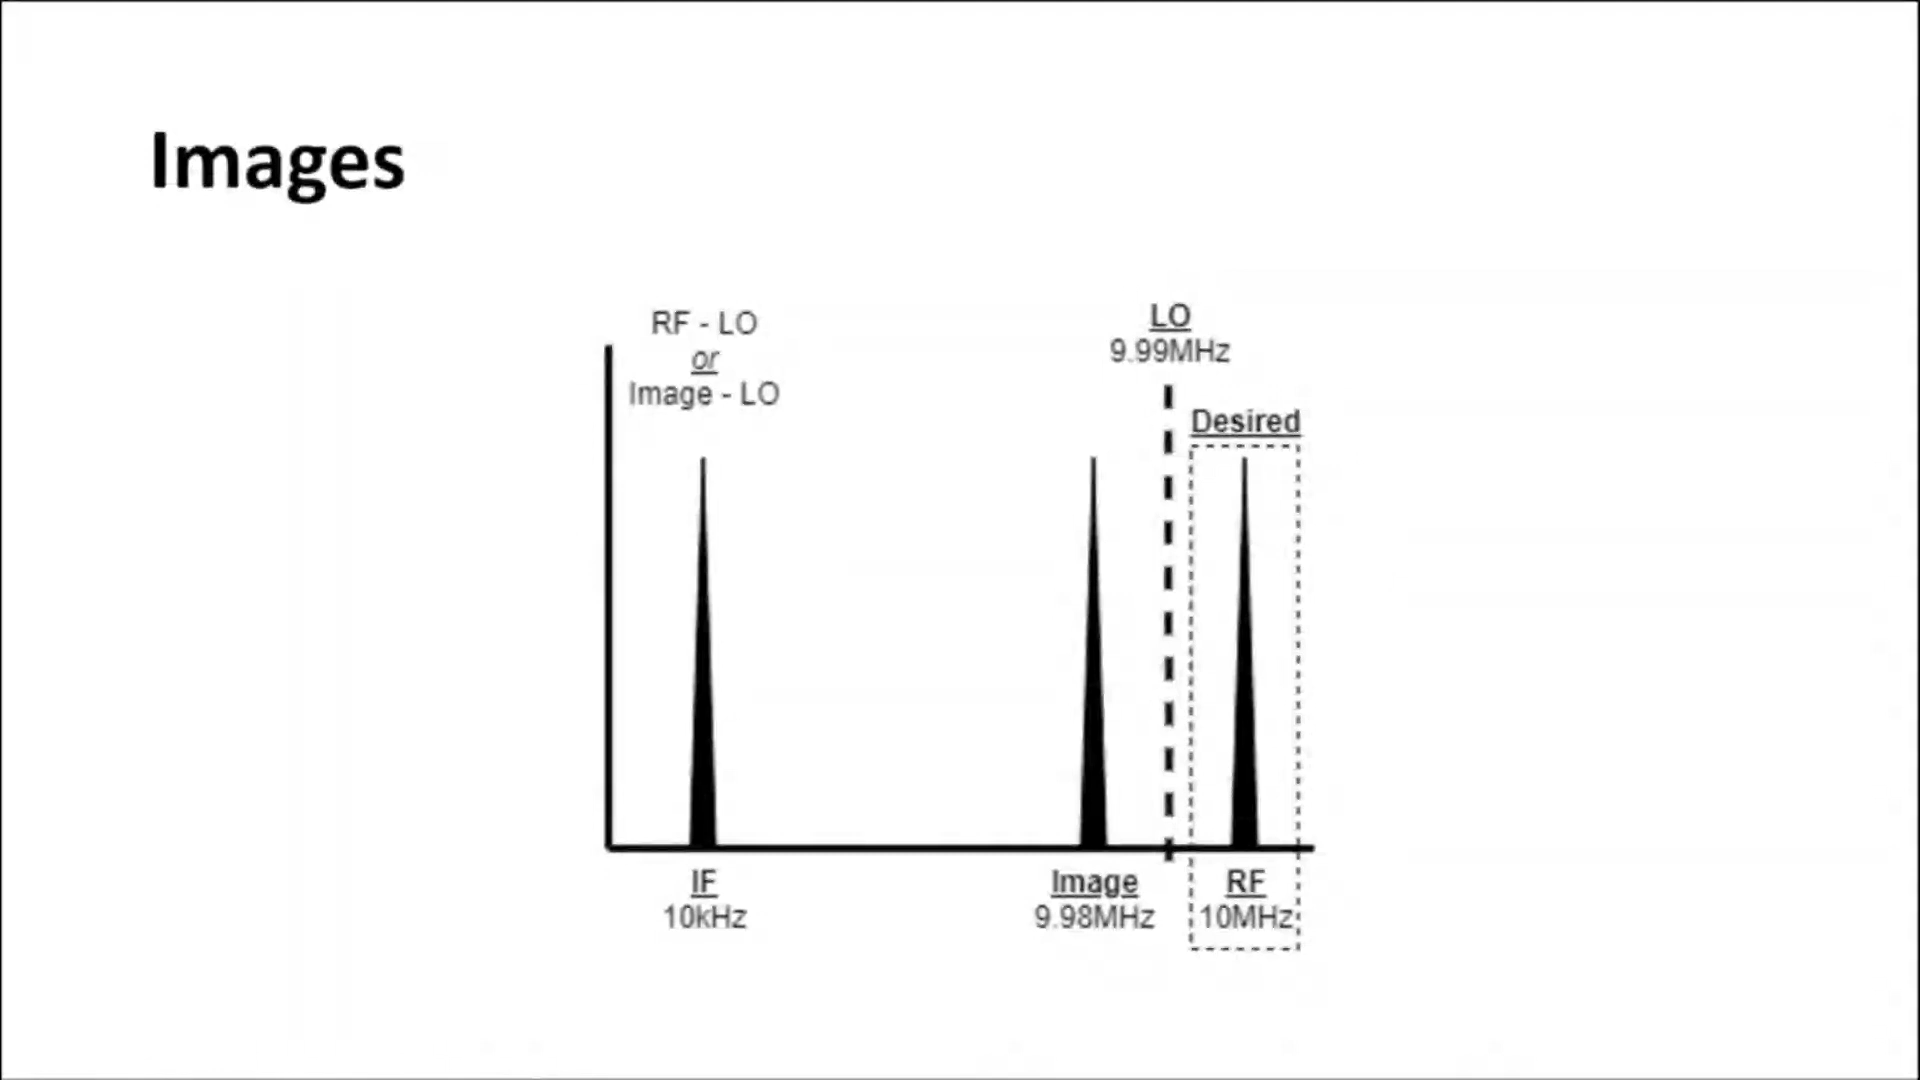 Images
RF - LO
or
Image - LO
LO
9.99MHz
Desired
IF
10kHz
Image
9.98MHz
RF
10MHz